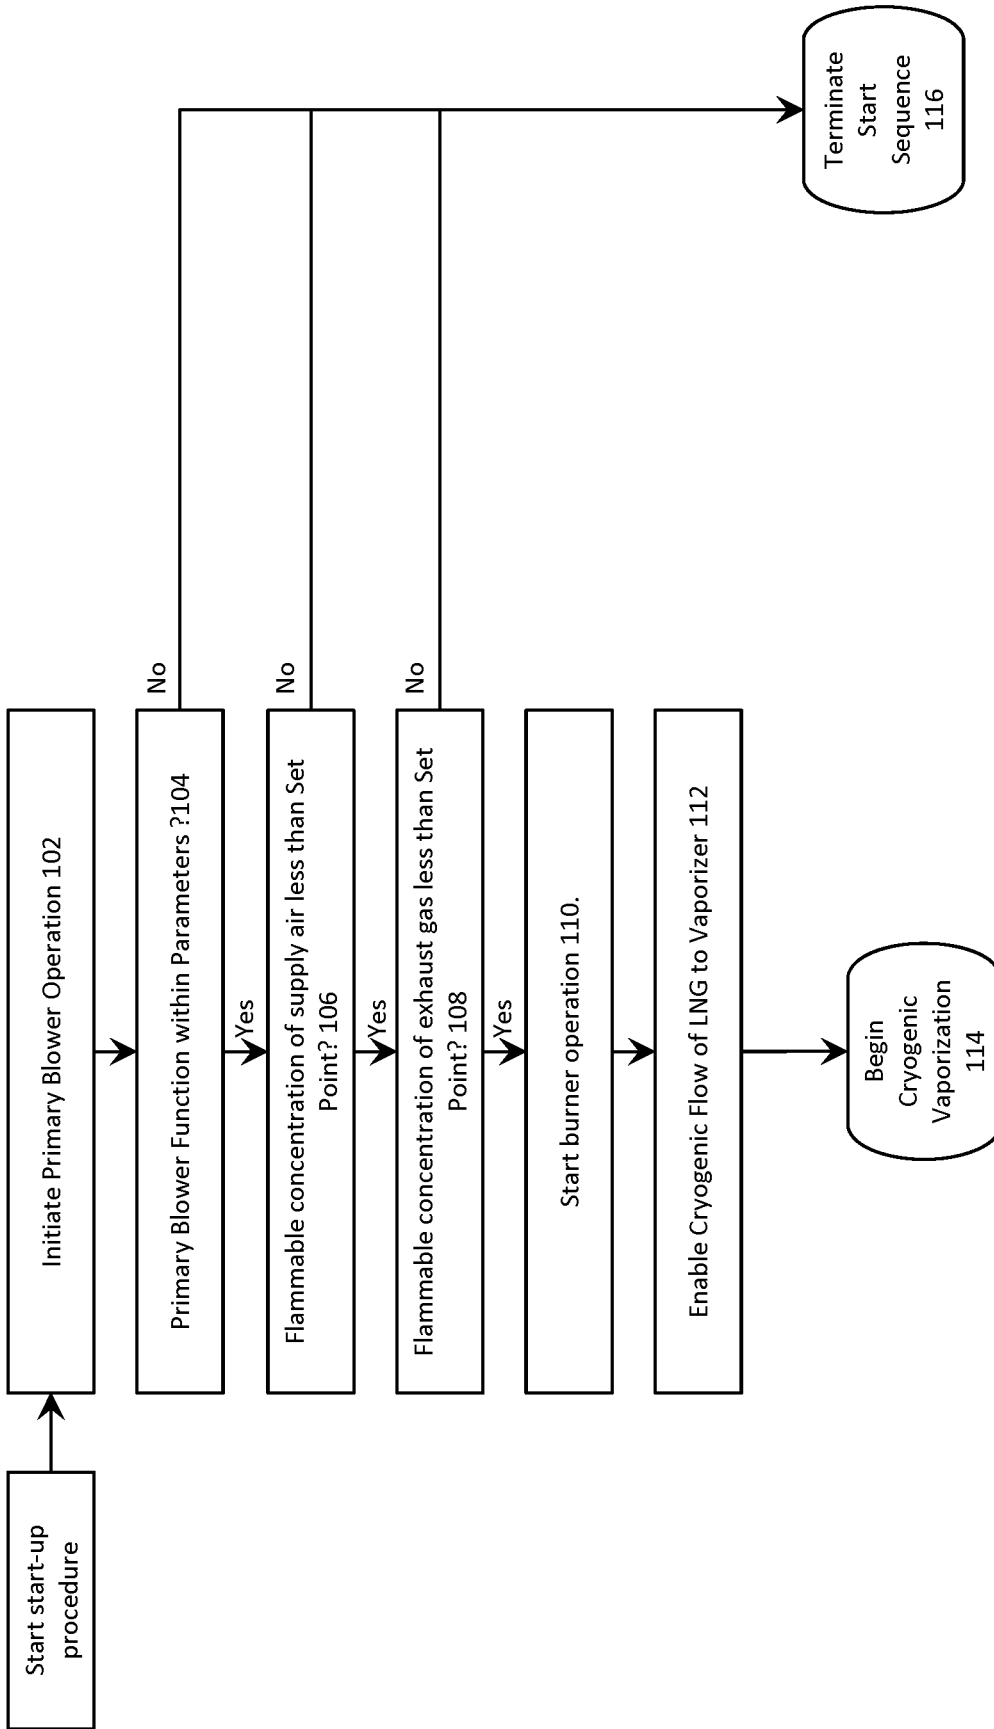 Start start-up
procedure
Initiate Primary Blower Operation 102
Primary Blower Function within Parameters ?104
No
Yes
Flammable concentration of supply air less than Set
Point? 106
No
Yes
Flammable concentration of exhaust gas less than Set
Point? 108
No
Yes
Start burner operation 110.
Enable Cryogenic Flow of LNG to Vaporizer 112
Begin
Cryogenic
Vaporization
114
Terminate
Start
Sequence
116